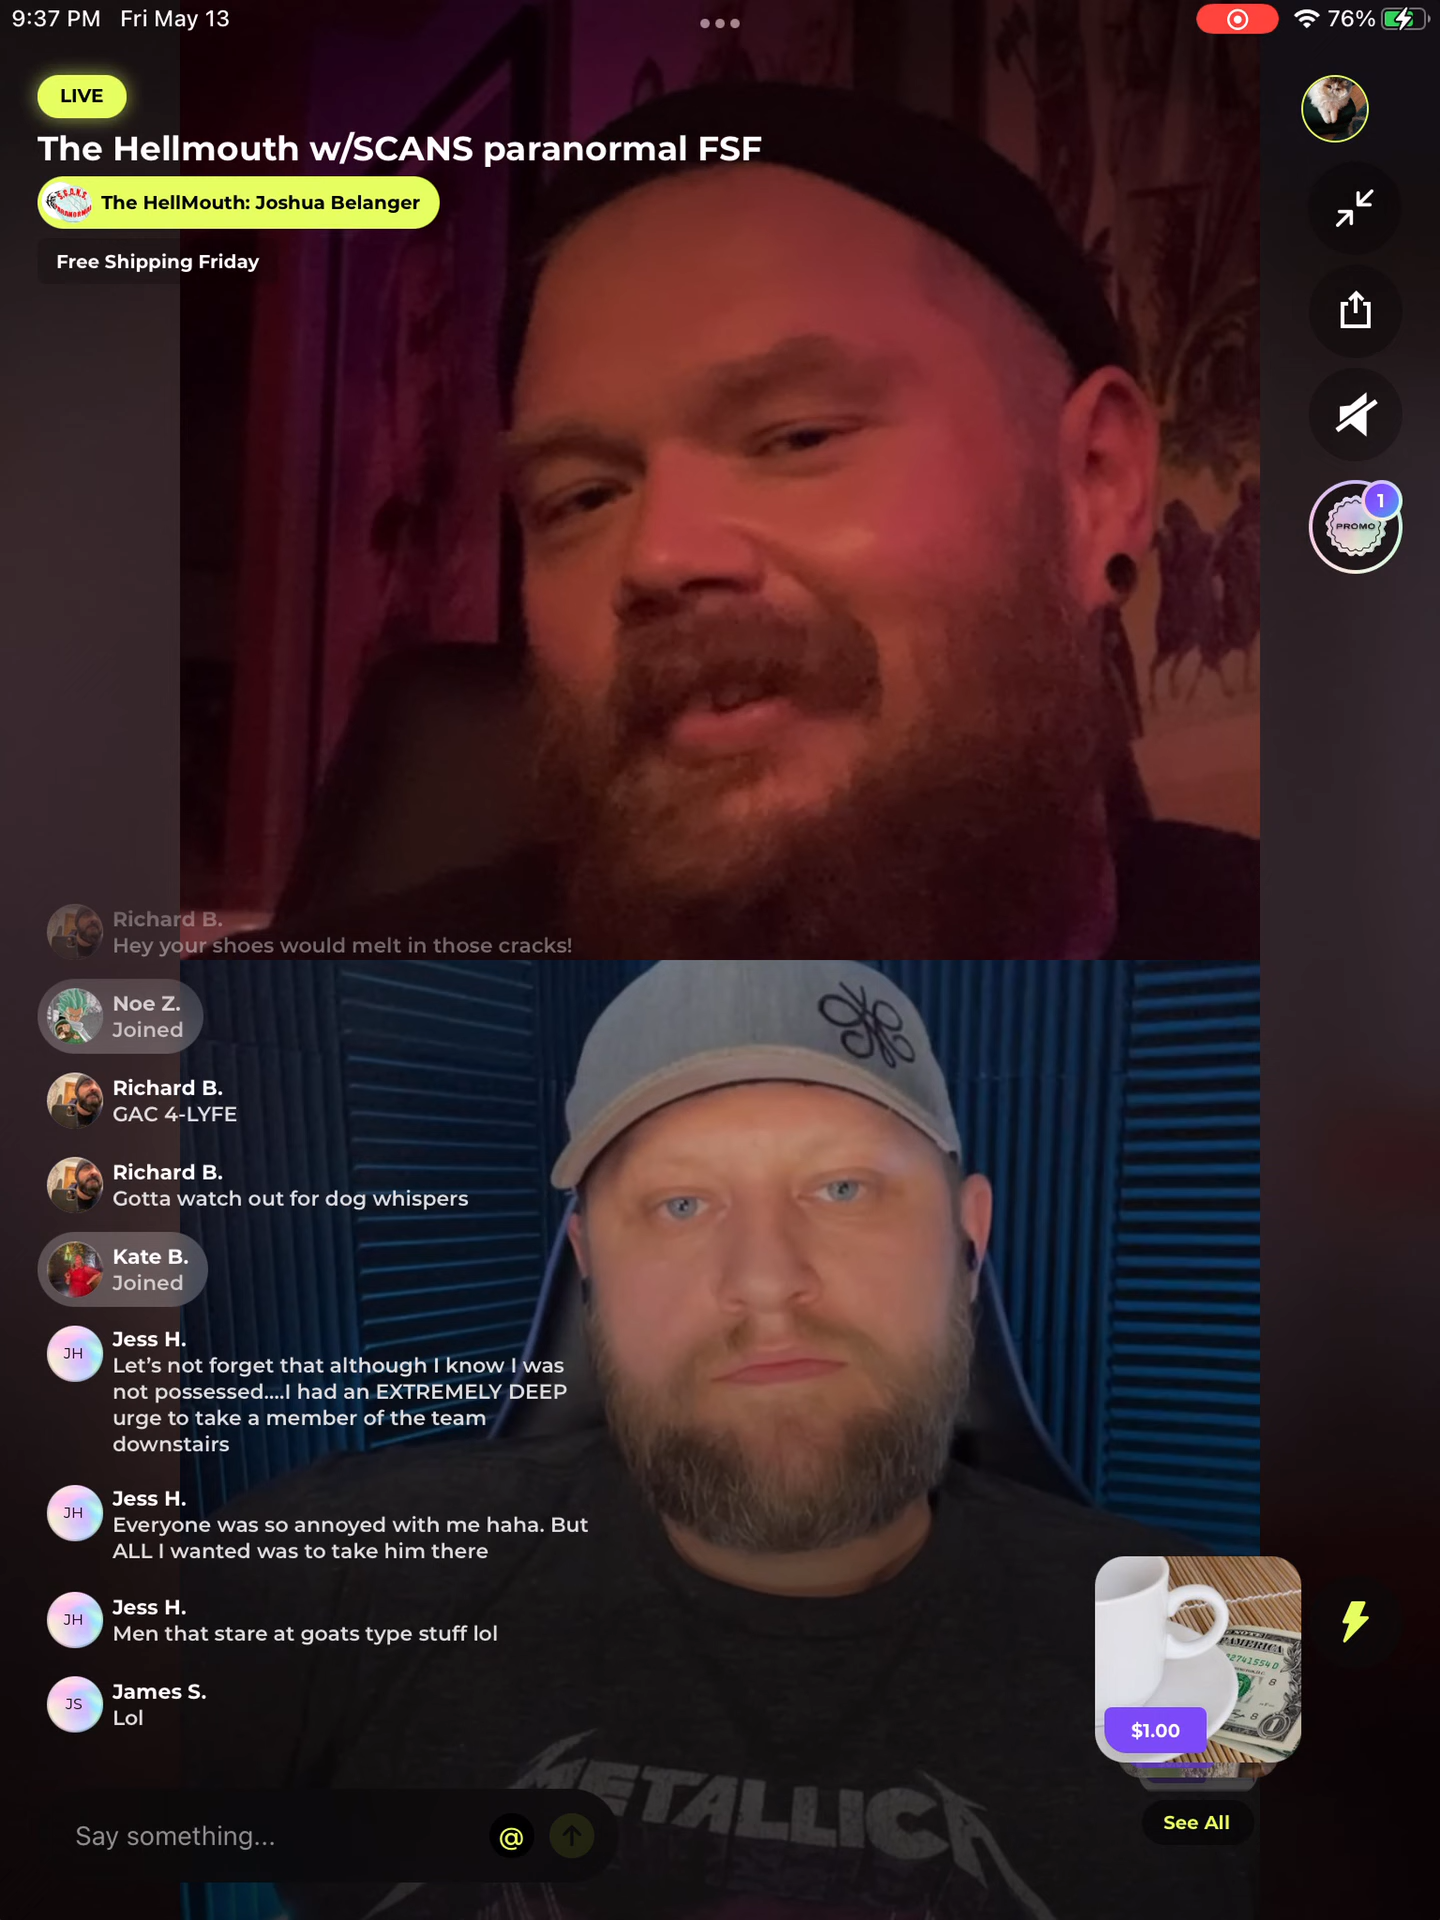 9:37 PM Fri May 13
76%
LIVE
The Hellmouth w/SCANS paranormal FSF
The HellMouth: Joshua Belanger
Free Shipping Friday
PROMO
1
Richard B.
Hey your shoes would melt in those cracks!
Noe Z.
Joined
Richard B.
GAC 4-LYFE
Richard B.
Gotta watch out for dog whispers
Kate B.
Joined
JH
Jess H.
Let’s not forget that although I know I was
not possessed....I had an EXTREMELY DEEP
urge to take a member of the team
downstairs
JH
Jess H.
Everyone was so annoyed with me haha. But
ALL I wanted was to take him there
JH
Jess H.
Men that stare at goats type stuff lol
JS
James S.
Lol
METALLICA
$1.00
See All
Say something...
@